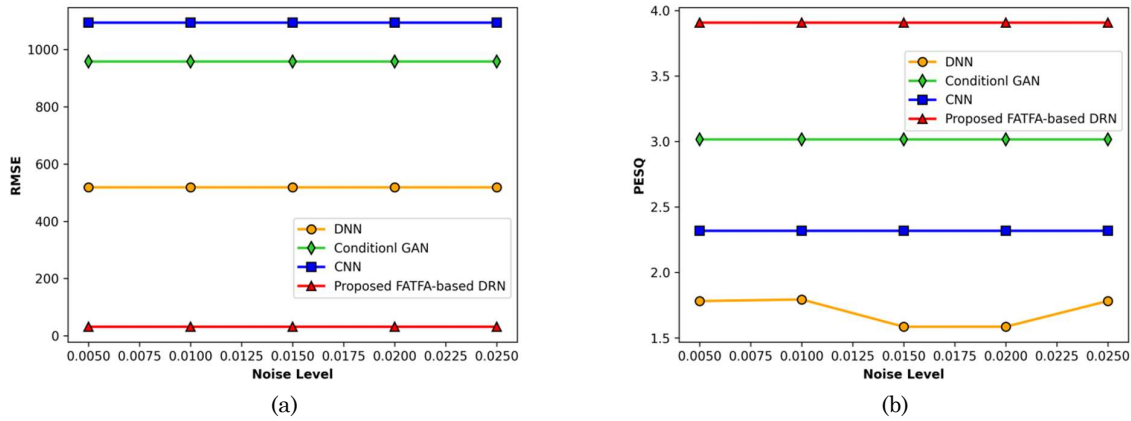 1000
800
600
400
200
0
RMSE
DNN
Conditionl GAN
CNN
Proposed FATFA-based DRN
0.0050 0.0075 0.0100 0.0125 0.0150 0.0175 0.0200 0.0225 0.0250
Noise Level
(a)
4.0
3.5
3.0
2.5
2.0
1.5
PESQ
DNN
Conditionl GAN
CNN
Proposed FATFA-based DRN
0.0050 0.0075 0.0100 0.0125 0.0150 0.0175 0.0200 0.0225 0.0250
Noise Level
(b)